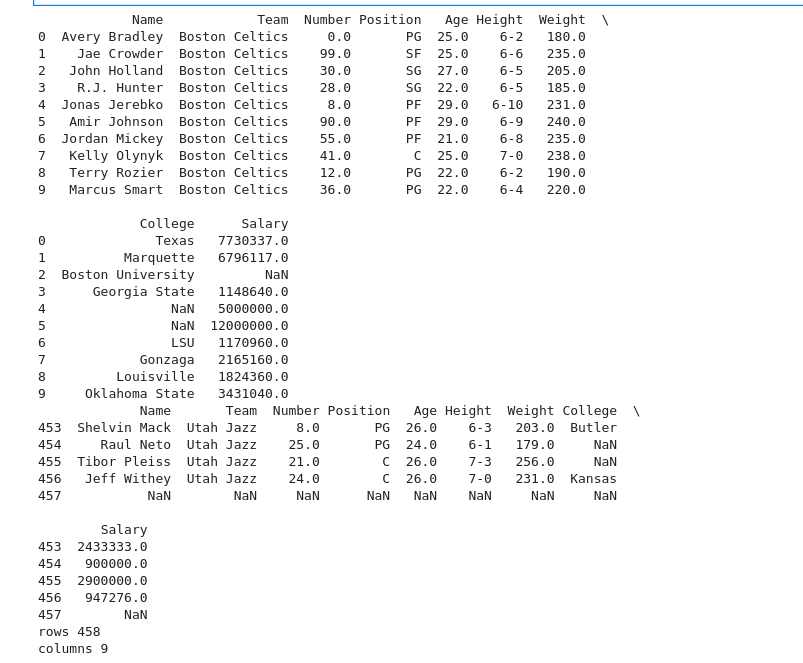 Name            Team  Number Position   Age Height  Weight  \
0  Avery Bradley  Boston Celtics     0.0       PG  25.0    6-2   180.0
1    Jae Crowder  Boston Celtics    99.0       SF  25.0    6-6   235.0
2   John Holland  Boston Celtics    30.0       SG  27.0    6-5   205.0
3    R.J. Hunter  Boston Celtics    28.0       SG  22.0    6-5   185.0
4  Jonas Jerebko  Boston Celtics     8.0       PF  29.0   6-10   231.0
5   Amir Johnson  Boston Celtics    90.0       PF  29.0    6-9   240.0
6  Jordan Mickey  Boston Celtics    55.0       PF  21.0    6-8   235.0
7   Kelly Olynyk  Boston Celtics    41.0        C  25.0    7-0   238.0
8   Terry Rozier  Boston Celtics    12.0       PG  22.0    6-2   190.0
9   Marcus Smart  Boston Celtics    36.0       PG  22.0    6-4   220.0

             College      Salary
0              Texas   7730337.0
1          Marquette   6796117.0
2  Boston University         NaN
3      Georgia State   1148640.0
4                NaN   5000000.0
5                NaN  12000000.0
6                LSU   1170960.0
7            Gonzaga   2165160.0
8         Louisville   1824360.0
9     Oklahoma State   3431040.0
             Name       Team  Number Position   Age Height  Weight College  \
453  Shelvin Mack  Utah Jazz     8.0       PG  26.0    6-3   203.0  Butler
454     Raul Neto  Utah Jazz    25.0       PG  24.0    6-1   179.0     NaN
455  Tibor Pleiss  Utah Jazz    21.0        C  26.0    7-3   256.0     NaN
456   Jeff Withey  Utah Jazz    24.0        C  26.0    7-0   231.0  Kansas
457           NaN        NaN     NaN      NaN   NaN    NaN     NaN     NaN

        Salary
453  2433333.0
454   900000.0
455  2900000.0
456   947276.0
457        NaN
rows 458
columns 9